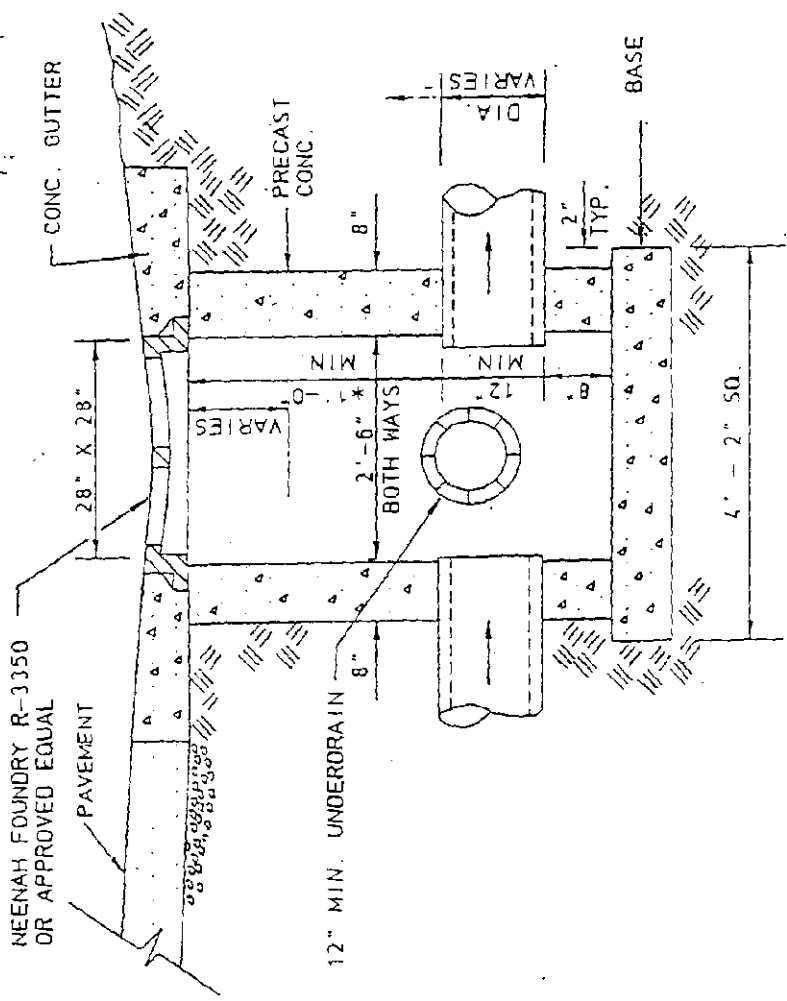 NEENAH FOUNDRY R-3350
OR APPROVED EQUAL
PAVEMENT
28" X 28"
CONC. GUTTER
PRECAST
CONC.
VARIES
*1'-0"
MIN
12"
MIN.
8"
2'-6"
BOTH WAYS
8"
8"
DIA.
VARIES
12" MIN. UNDERDRAIN
2"
TYP.
BASE
4' - 2" SQ.